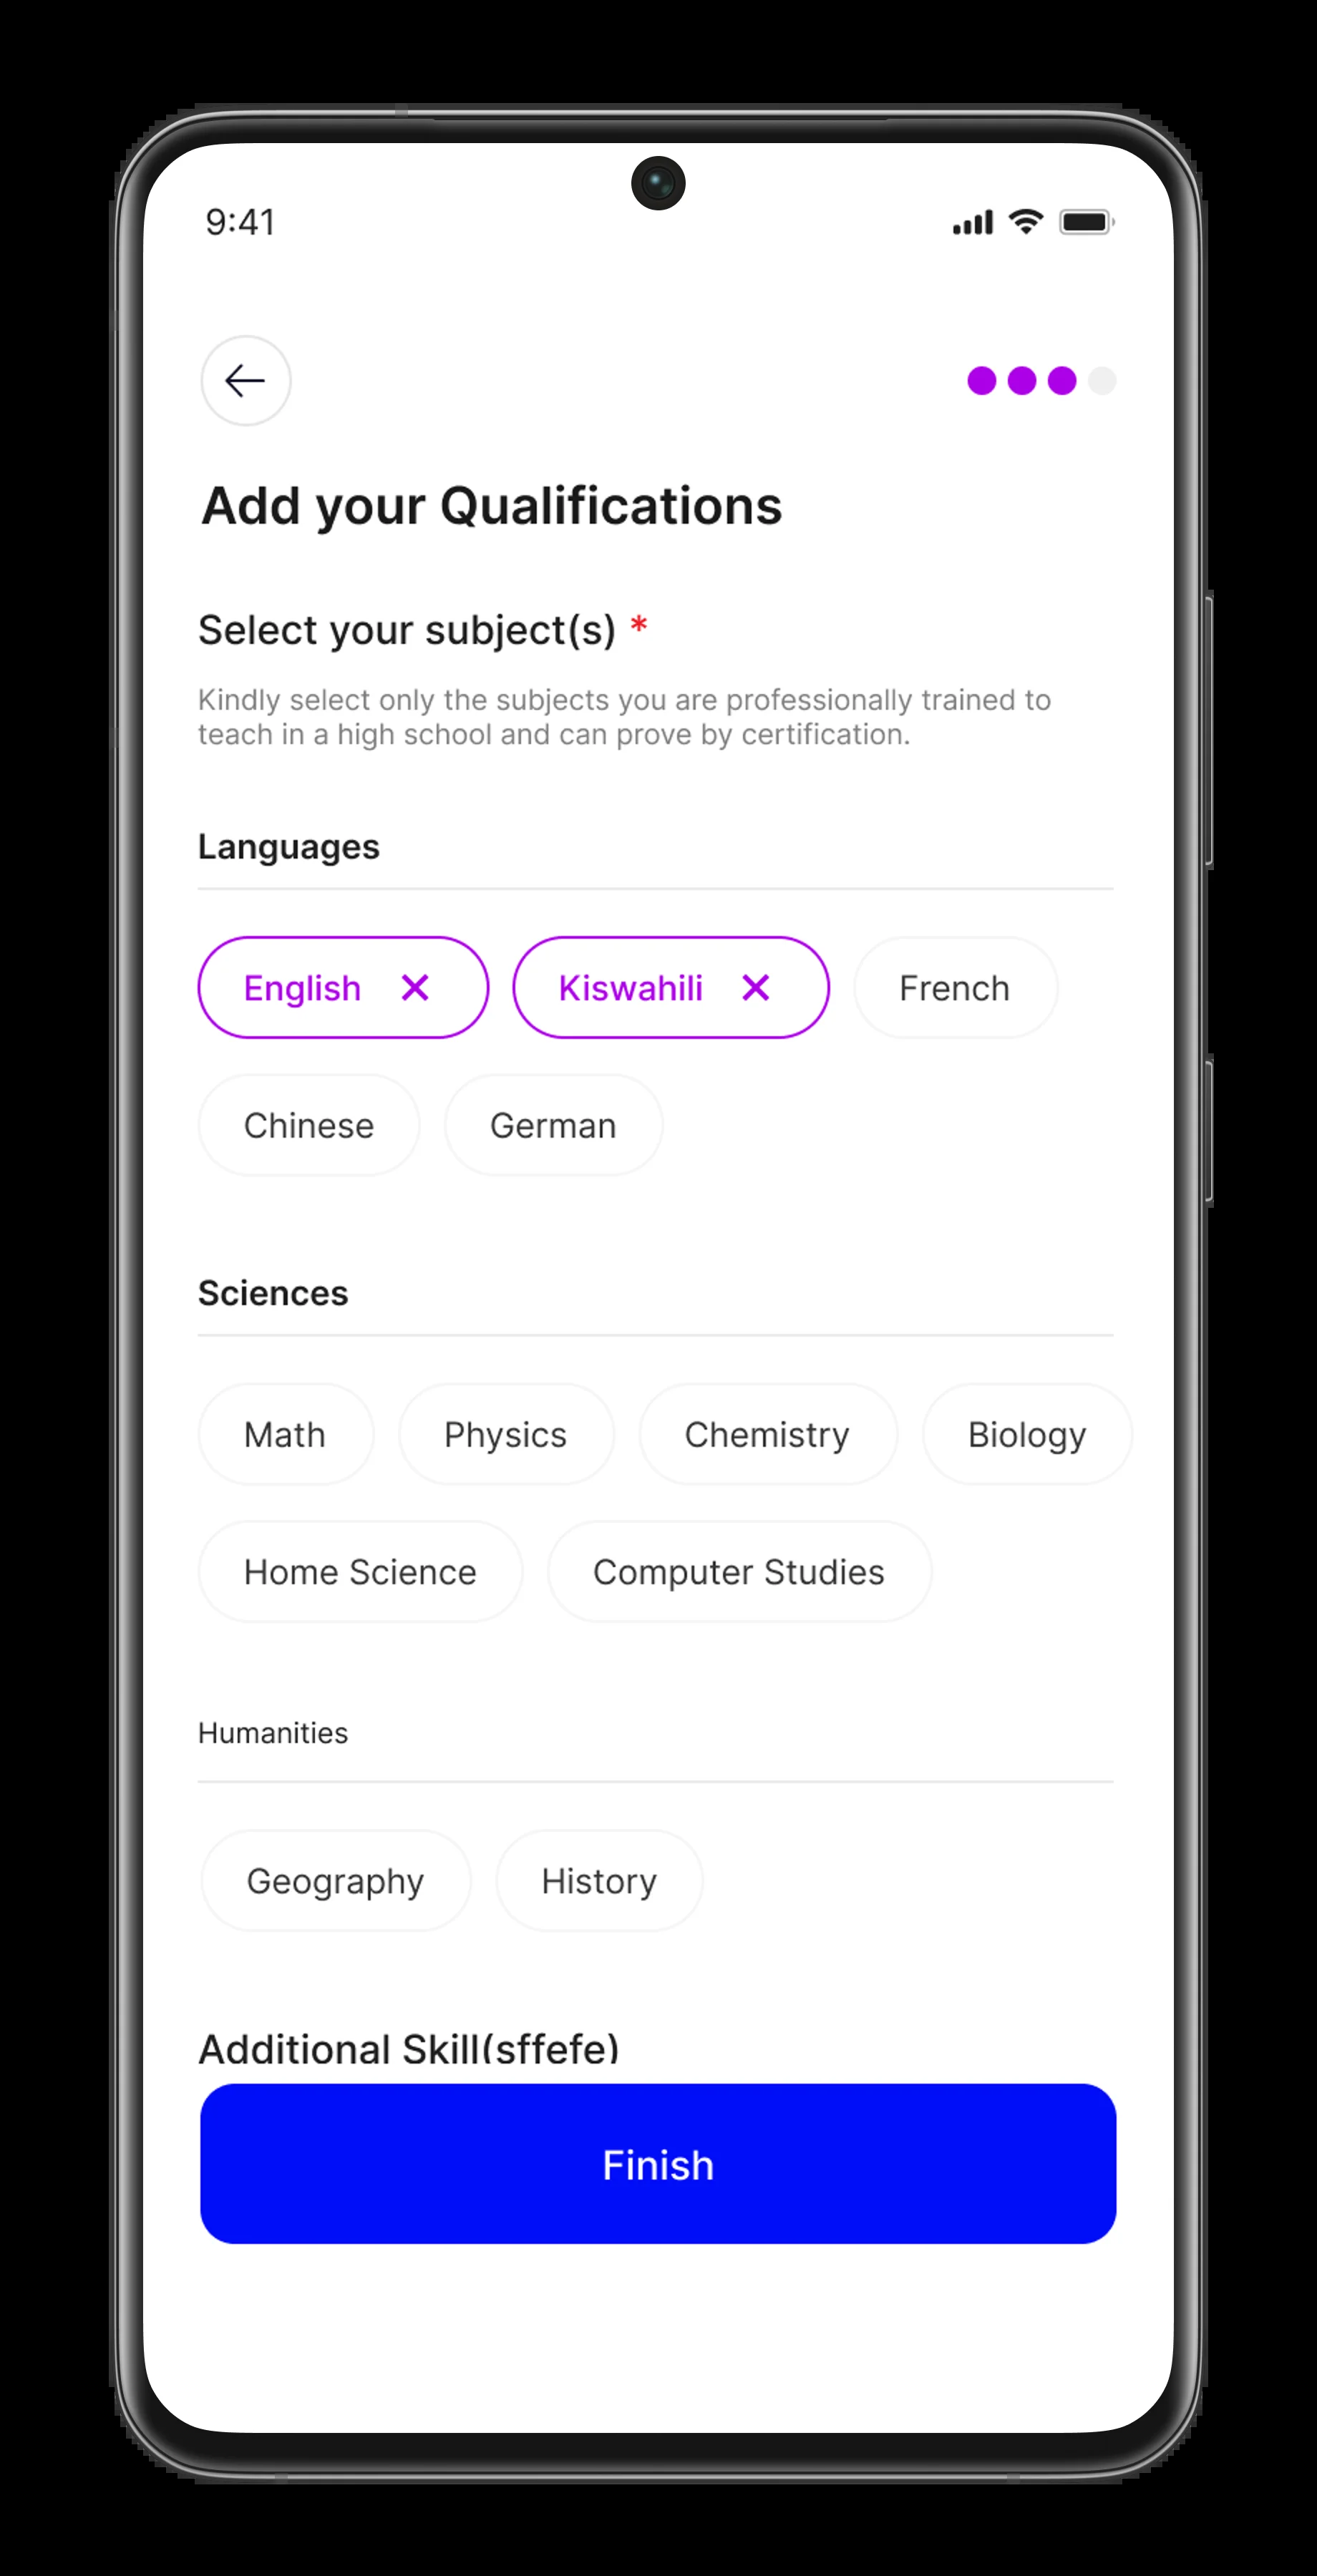 9:41
Add your Qualifications
Select your subject(s) *
Kindly select only the subjects you are professionally trained to
teach in a high school and can prove by certification.
Languages
English Kiswahili French
Chinese German
Sciences
Math Physics Chemistry Biology
Home Science Computer Studies
Humanities
Geography History
Additional Skill(sffefe)
Finish